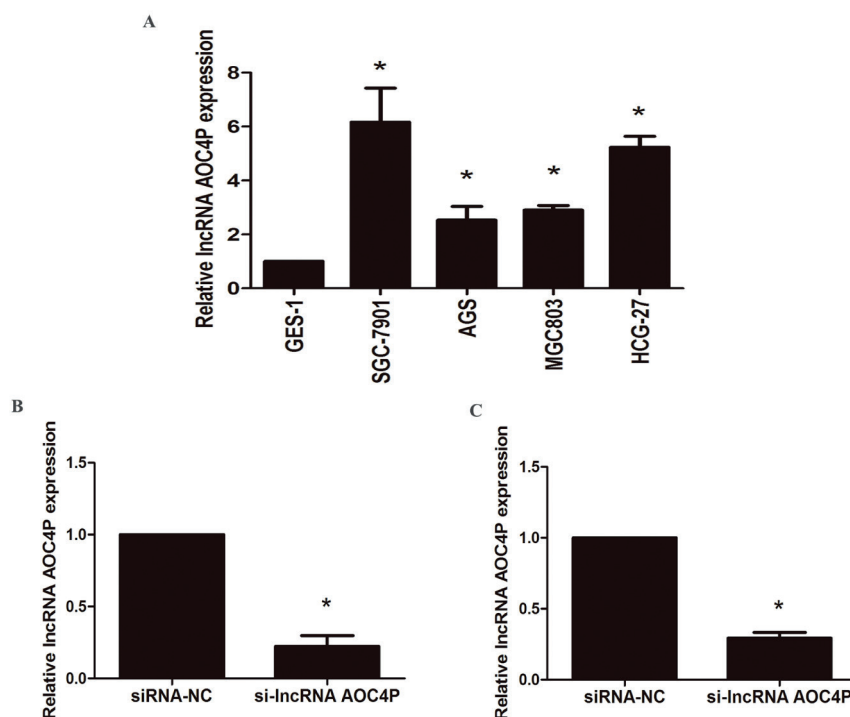 A
Relative lncRNA AOC4P expression
8
6
4
2
0
*
*
*
*
GES-1
SGC-7901
AGS
MGC803
HCG-27
B
Relative lncRNA AOC4P expression
1.5
1.0
0.5
0.0
*
siRNA-NC
si-lncRNA AOC4P
C
Relative lncRNA AOC4P expression
1.5
1.0
0.5
0.0
*
siRNA-NC
si-lncRNA AOC4P